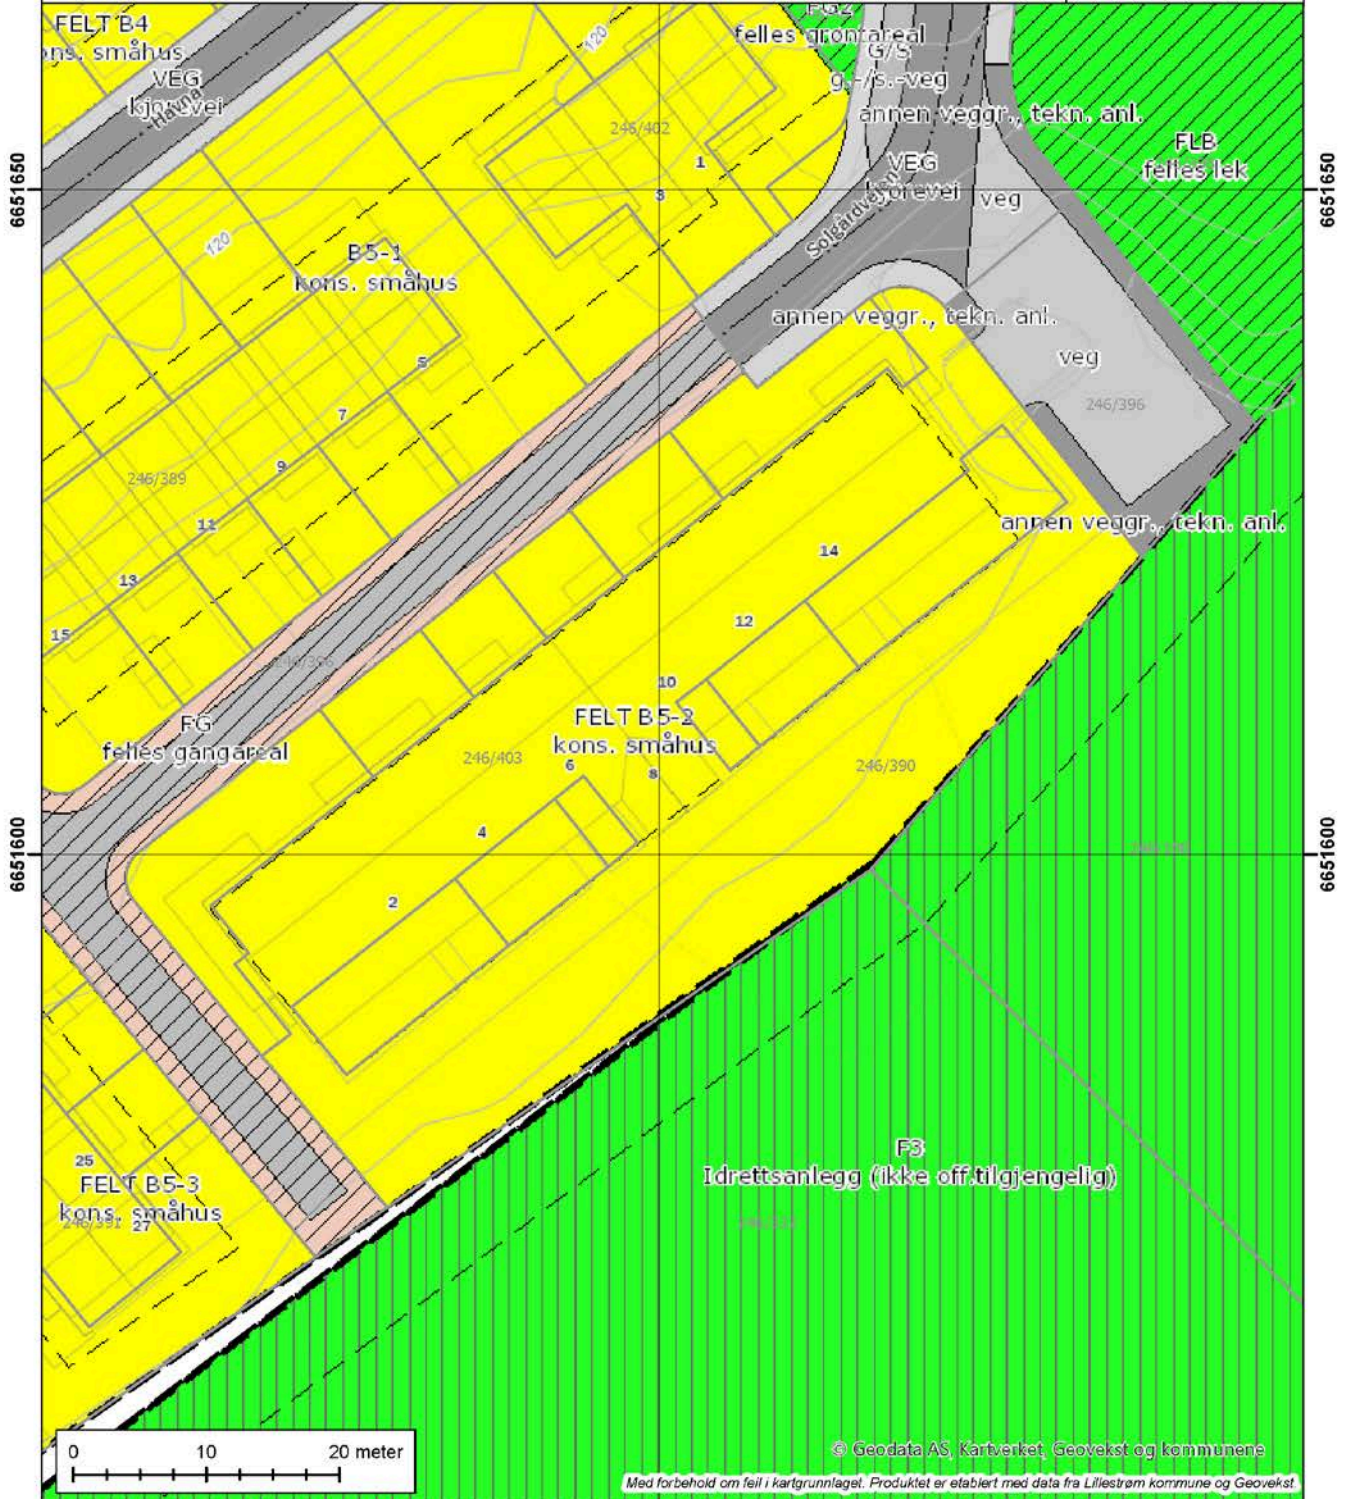 FELT B4
kons. småhus
VEG
120
felles grøntareal
G/S
g.-/s.-veg
annen veggr., tekn. anl.
246/402
1
3
FLB
felles lek
6651650
6651650
VEG
kjørevei
veg
Solgårdveien
120
B5-1
kons. småhus
annen veggr., tekn. anl.
veg
246/396
5
7
9
246/389
11
annen veggr., tekn. anl.
14
13
12
15
10
FG
felles gangareal
FELT B5-2
kons. småhus
246/403
6
8
246/390
4
6651600
6651600
2
F3
Idrettsanlegg (ikke off.tilgjengelig)
25
FELT B5-3
kons. småhus
246/391
27
0 10 20 meter
© Geodata AS, Kartverket, Geovekst og kommunene
Med forbehold om feil i kartgrunnlaget. Produktet er etablert med data fra Lillestrøm kommune og Geovekst.